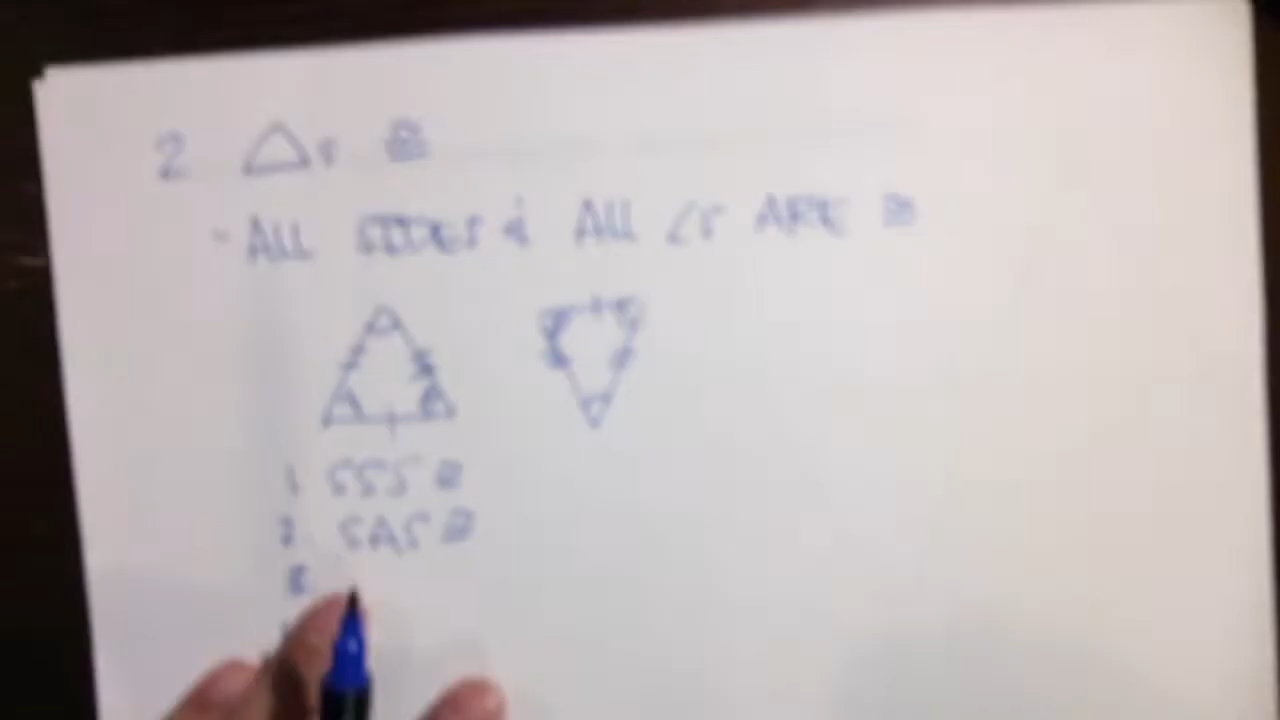 2 △s ≅
- ALL SIDES & ALL ∠s ARE ≅
1. SSS ≅
2. SAS ≅
3.